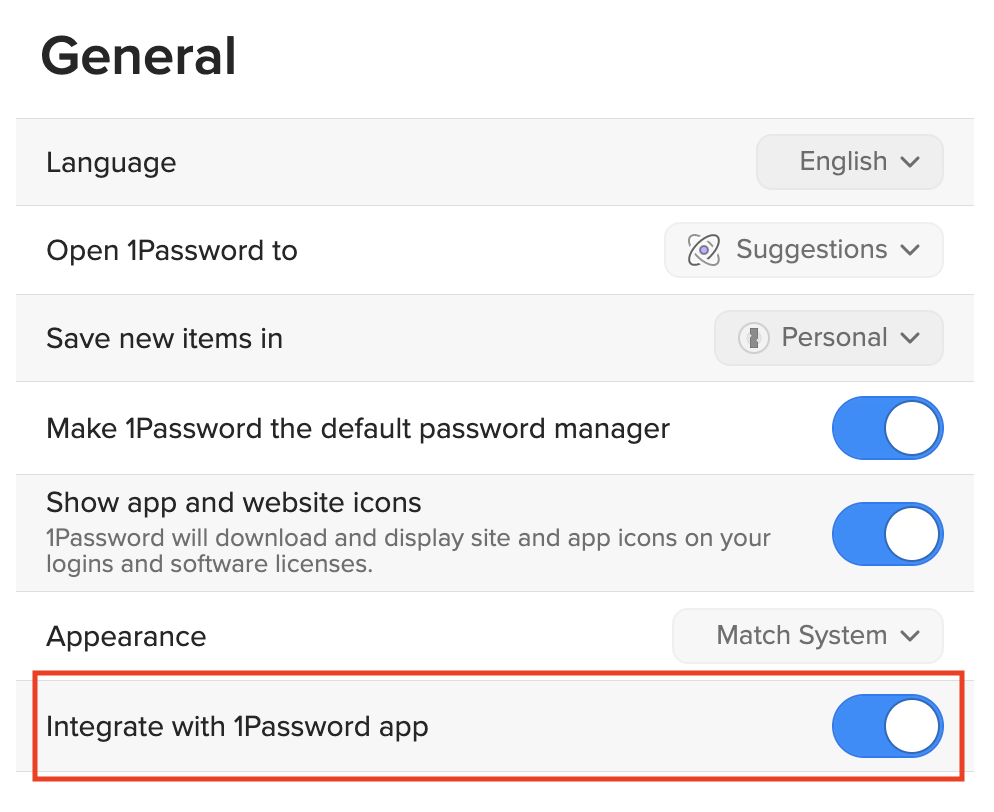 General
Language
English
Open 1Password to
Suggestions
Save new items in
Personal
Make 1Password the default password manager
Show app and website icons
1Password will download and display site and app icons on your
logins and software licenses.
Appearance
Match System
Integrate with 1Password app